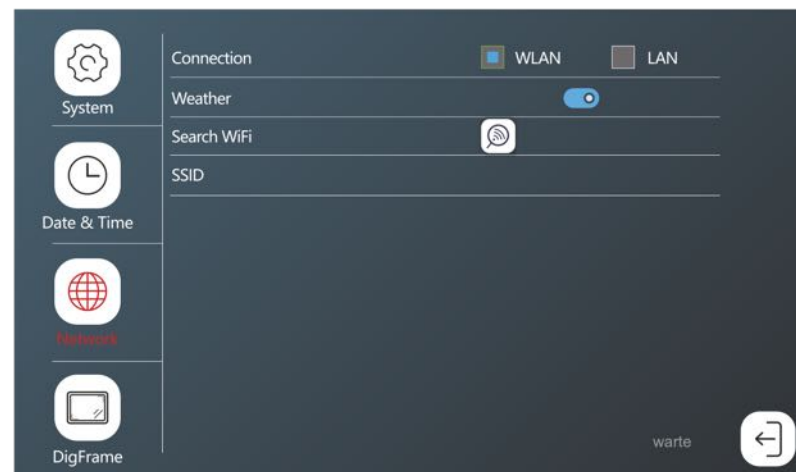 System
Date & Time
Network
DigFrame
Connection WLAN LAN
Weather
Search WiFi
SSID
warte